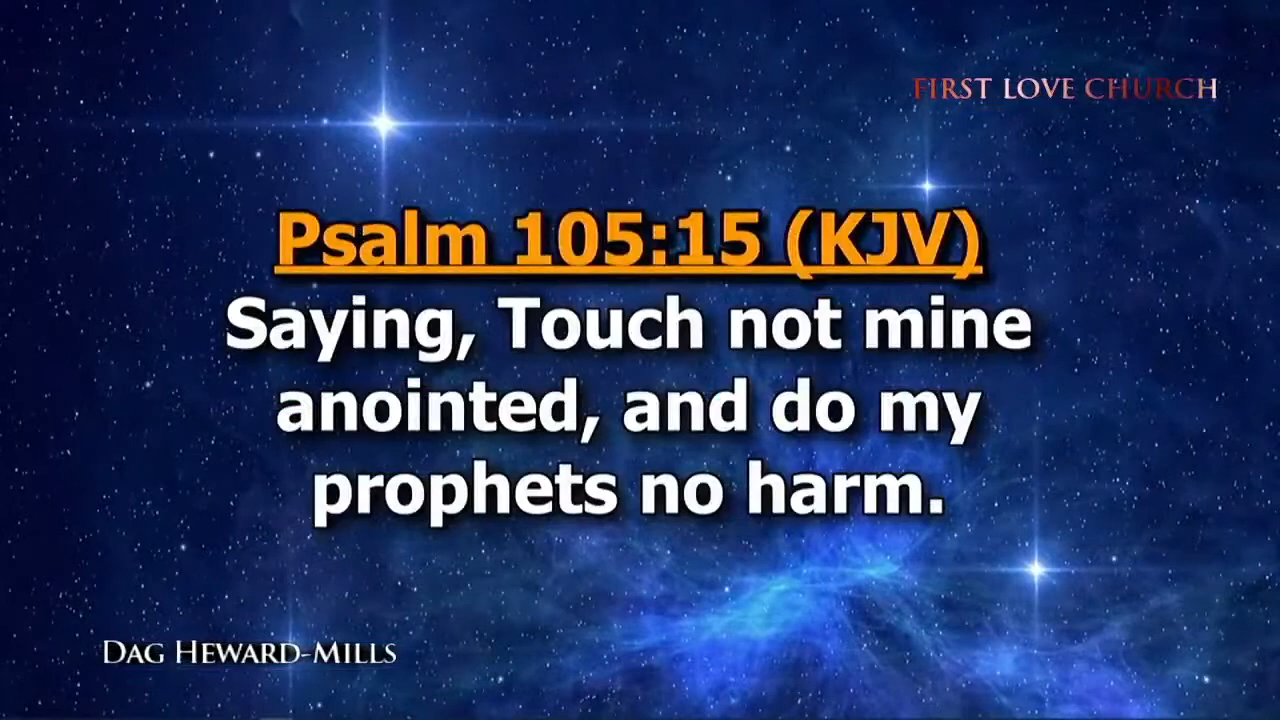 FIRST LOVE CHURCH
Psalm 105:15 (KJV)
Saying, Touch not mine
anointed, and do my
prophets no harm.
DAG HEWARD-MILLS